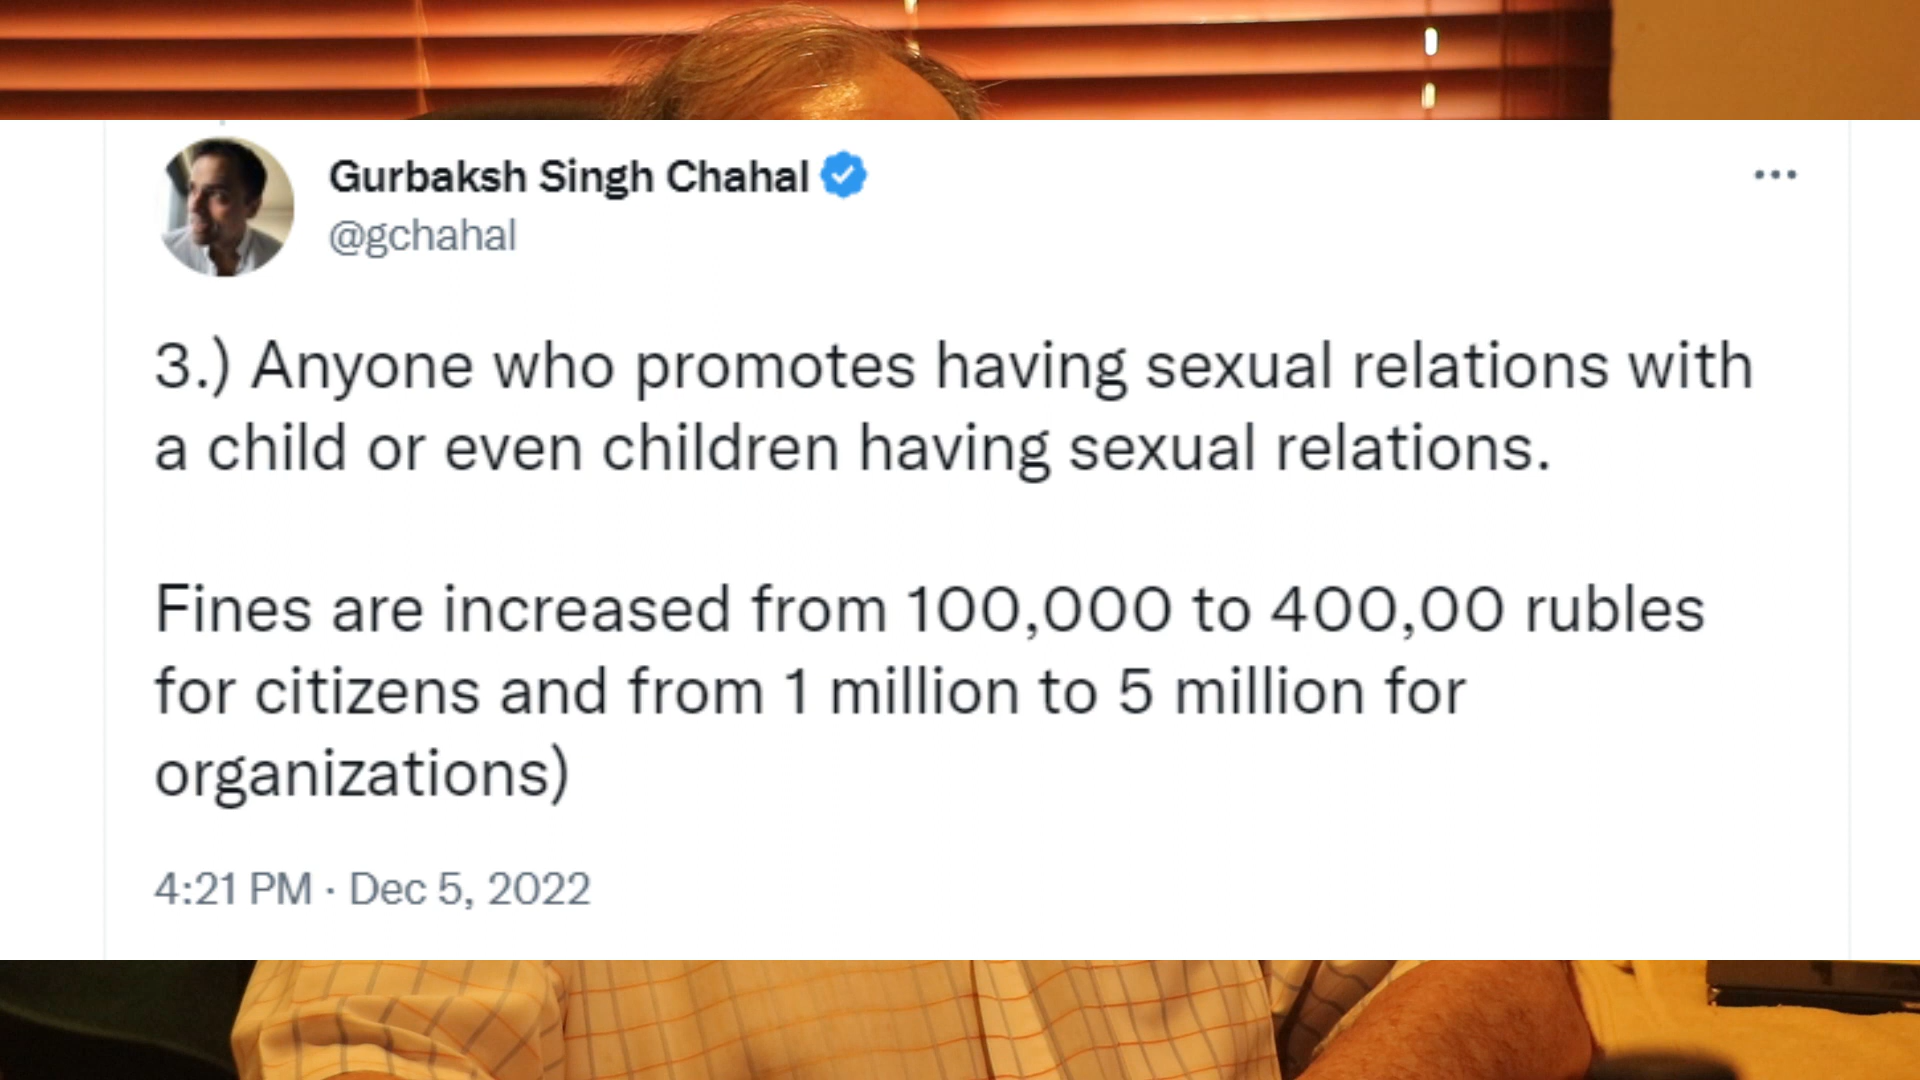 Gurbaksh Singh Chahal
@gchahal
3.) Anyone who promotes having sexual relations with
a child or even children having sexual relations.
Fines are increased from 100,000 to 400,00 rubles
for citizens and from 1 million to 5 million for
organizations)
4:21 PM · Dec 5, 2022